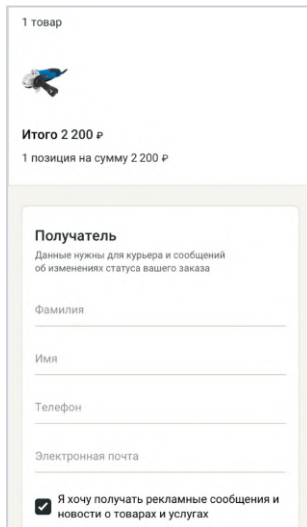 1 товар
Итого 2 200 ₽
1 позиция на сумму 2 200 ₽
Получатель
Данные нужны для курьера и сообщений
об изменениях статуса вашего заказа
Фамилия
Имя
Телефон
Электронная почта
Я хочу получать рекламные сообщения и
новости о товарах и услугах